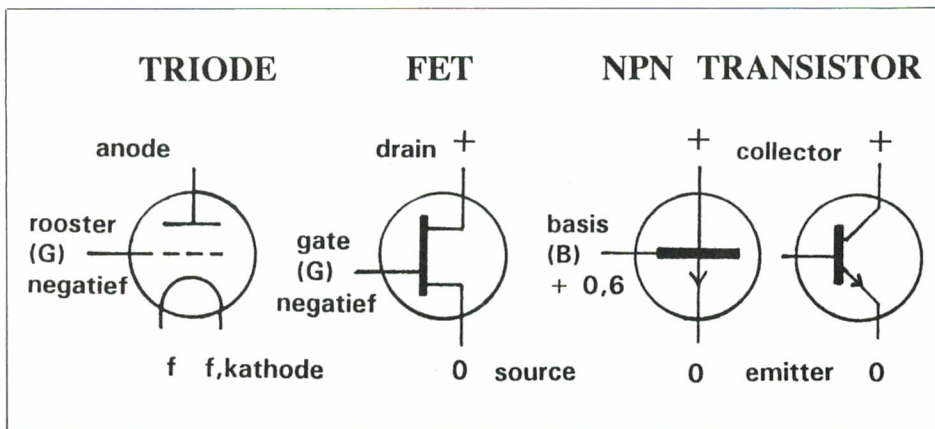 TRIODE FET NPN TRANSISTOR
anode drain + + collector +
rooster
(G)
negatief
gate
(G)
negatief
basis
(B)
+ 0,6
f f,kathode 0 source 0 emitter 0